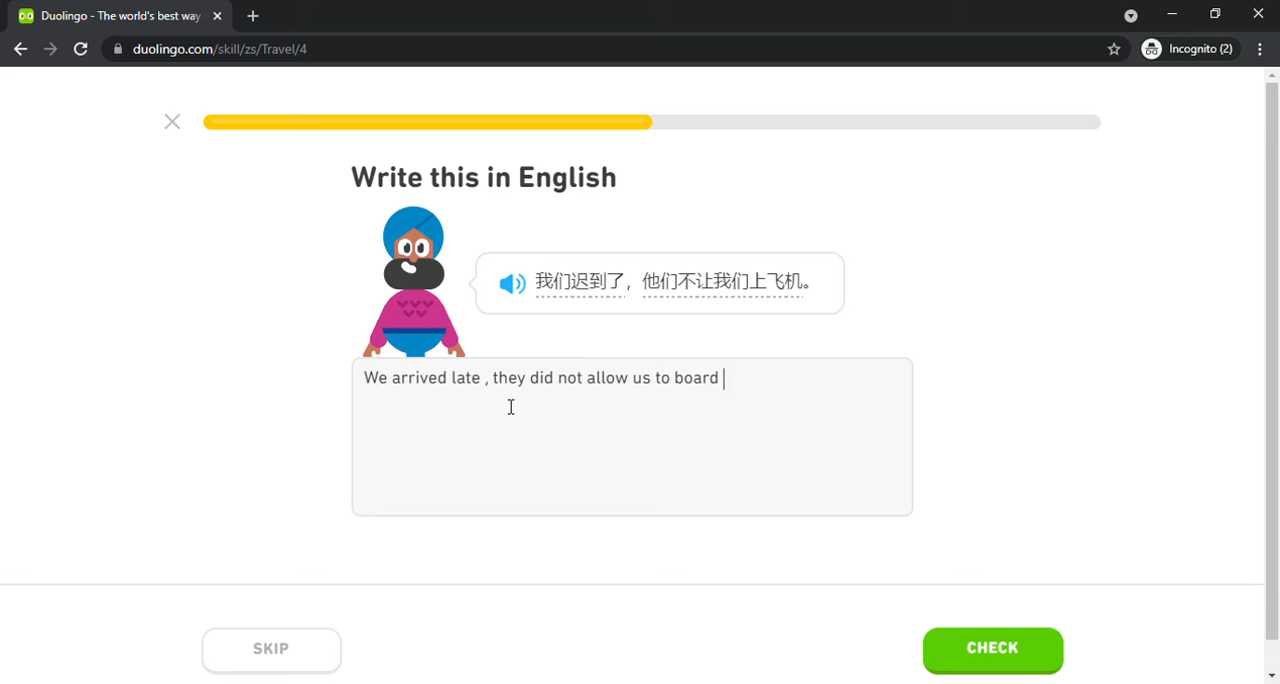 Duolingo - The world's best way
duolingo.com/skill/zs/Travel/4
Incognito (2)
Write this in English
我们迟到了，他们不让我们上飞机。
We arrived late , they did not allow us to board
SKIP
CHECK